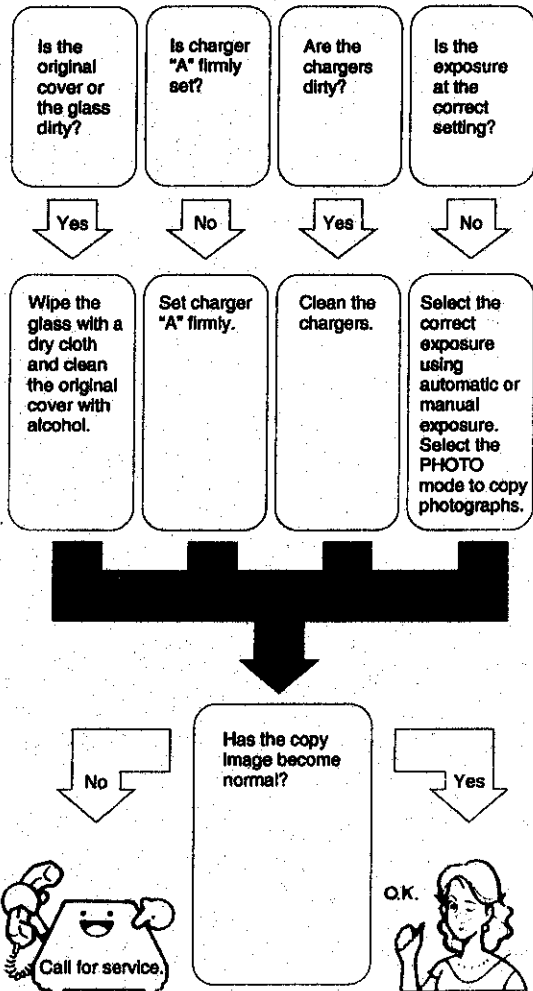 Is the
original
cover or
the glass
dirty?
Is charger
"A" firmly
set?
Are the
chargers
dirty?
Is the
exposure
at the
correct
setting?
Yes
No
Yes
No
Wipe the
glass with a
dry cloth
and clean
the original
cover with
alcohol.
Set charger
"A" firmly.
Clean the
chargers.
Select the
correct
exposure
using
automatic or
manual
exposure.
Select the
PHOTO
mode to copy
photographs.
Has the copy
image become
normal?
No
Yes
Call for service.
O.K.